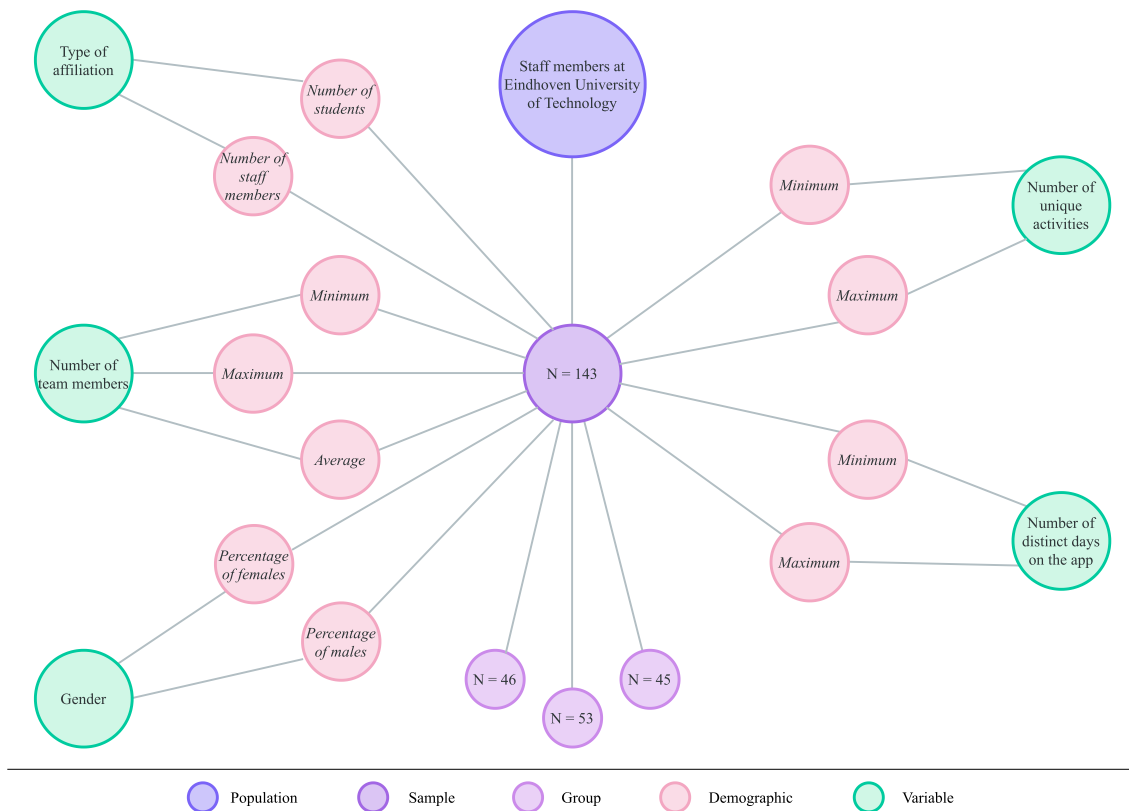 Type of
affiliation
Number of
students
Number of
staff
members
Staff members at
Eindhoven University
of Technology
Minimum
Number of
unique
activities
Maximum
Minimum
Number of
team members
Maximum
Average
N = 143
Minimum
Number of
distinct days
on the app
Maximum
Percentage
of females
Percentage
of males
Gender
N = 46
N = 53
N = 45
Population
Sample
Group
Demographic
Variable